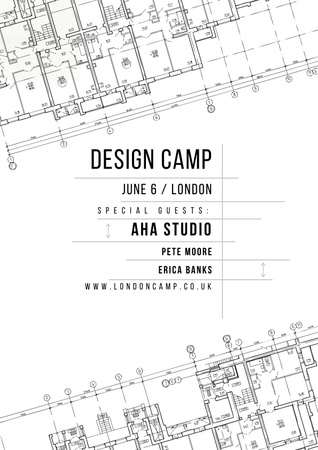 DESIGN CAMP
JUNE 6 / LONDON
SPECIAL GUESTS:
AHA STUDIO
PETE MOORE
ERICA BANKS
WWW.LONDONCAMP.CO.UK